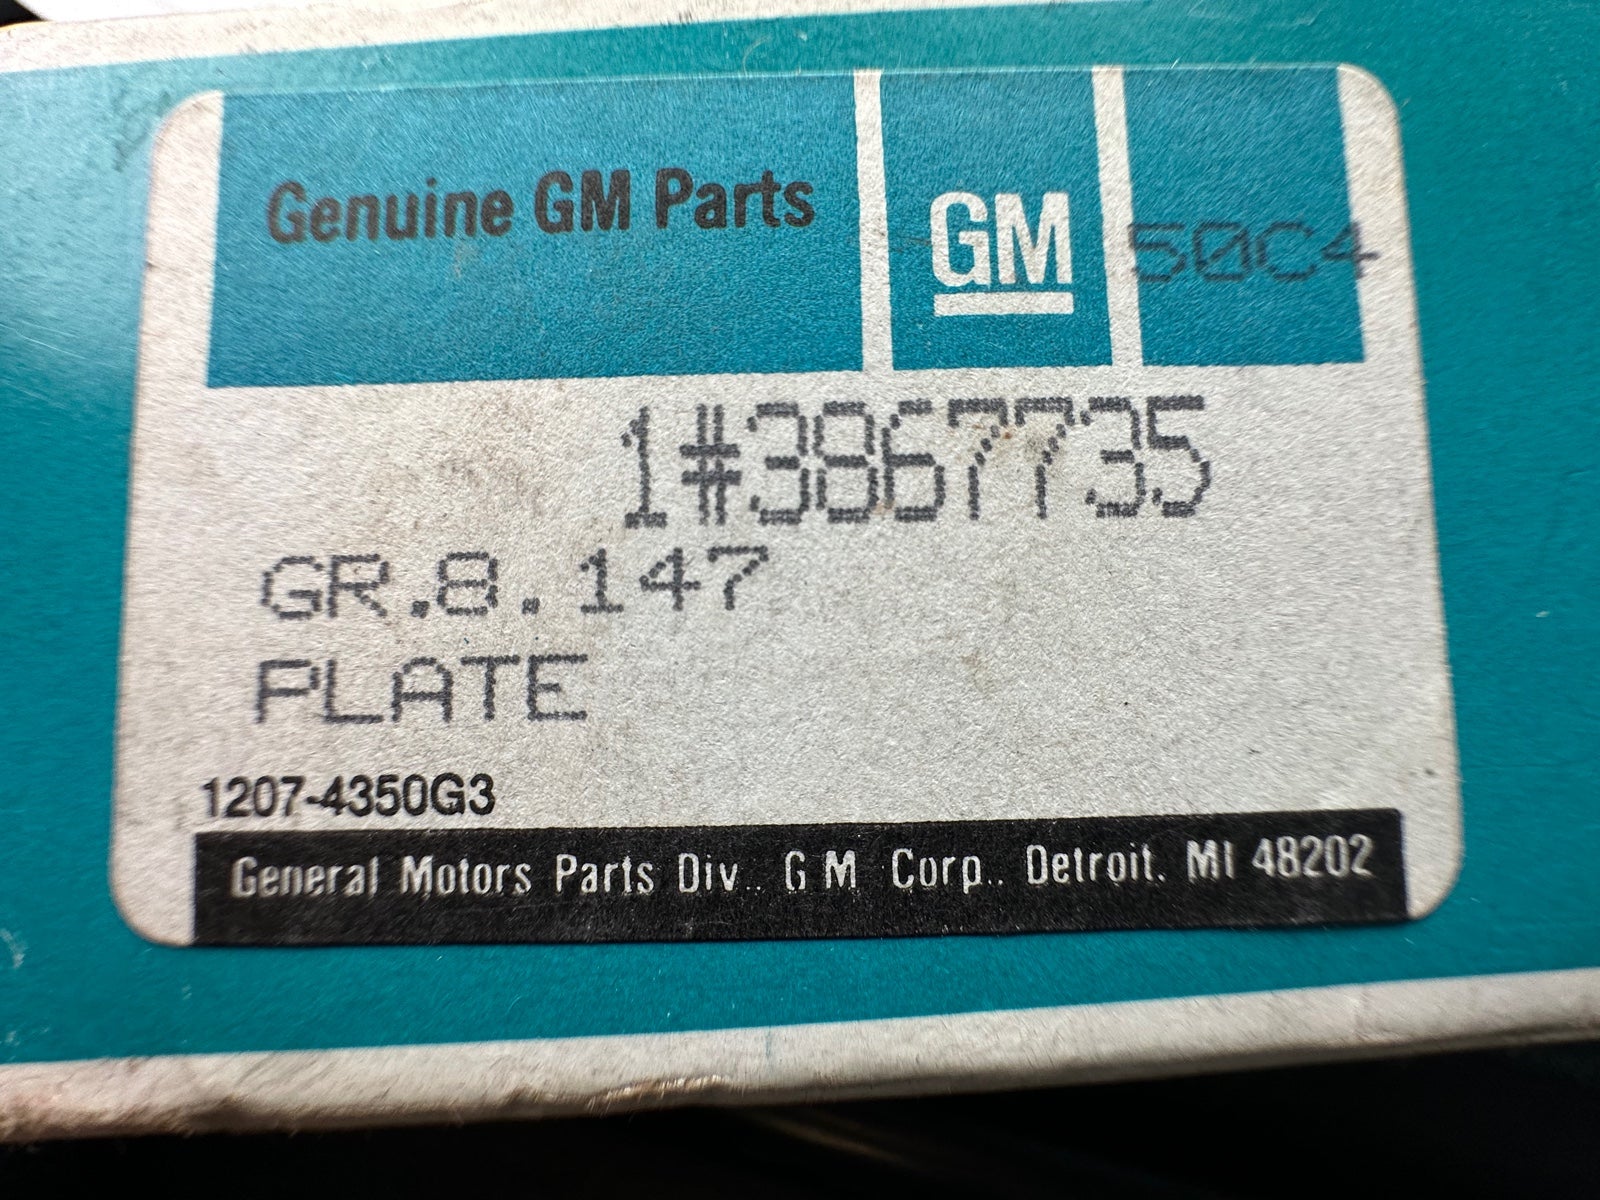 Genuine GM Parts
GM
50C4
1#3867735
GR.8.147
PLATE
1207-4350G3
General Motors Parts Div.. G M Corp.. Detroit. MI 48202